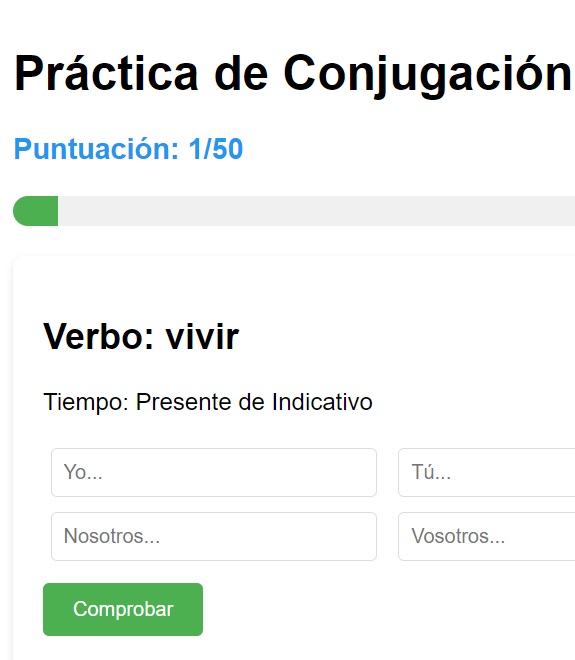 Práctica de Conjugación
Puntuación: 1/50
Verbo: vivir
Tiempo: Presente de Indicativo
Yo... Tú...
Nosotros... Vosotros...
Comprobar